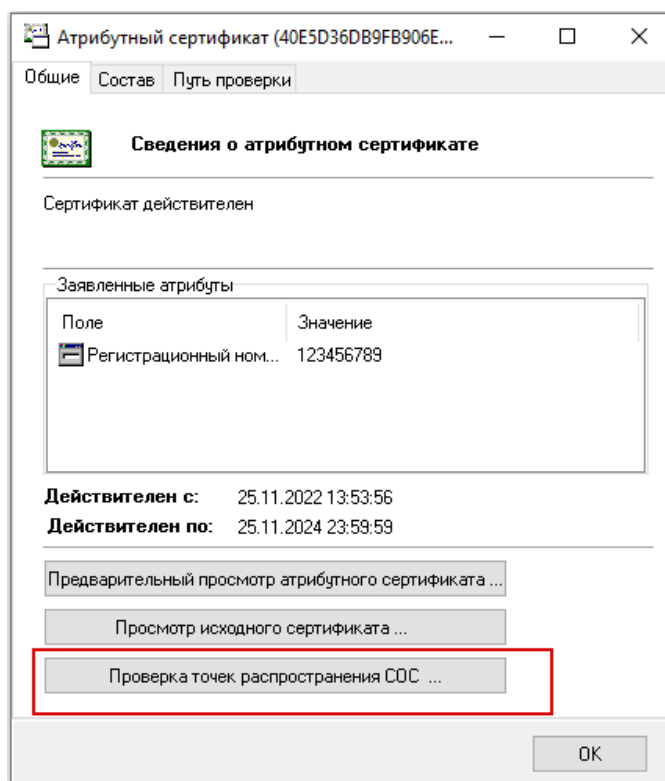 Атрибутный сертификат (40E5D36DB9FB906E...
Общие Состав Путь проверки
Сведения о атрибутном сертификате
Сертификат действителен
Заявленные атрибуты
Поле Значение
Регистрационный ном... 123456789
Действителен с: 25.11.2022 13:53:56
Действителен по: 25.11.2024 23:59:59
Предварительный просмотр атрибутного сертификата ...
Просмотр исходного сертификата ...
Проверка точек распространения СОС ...
OK